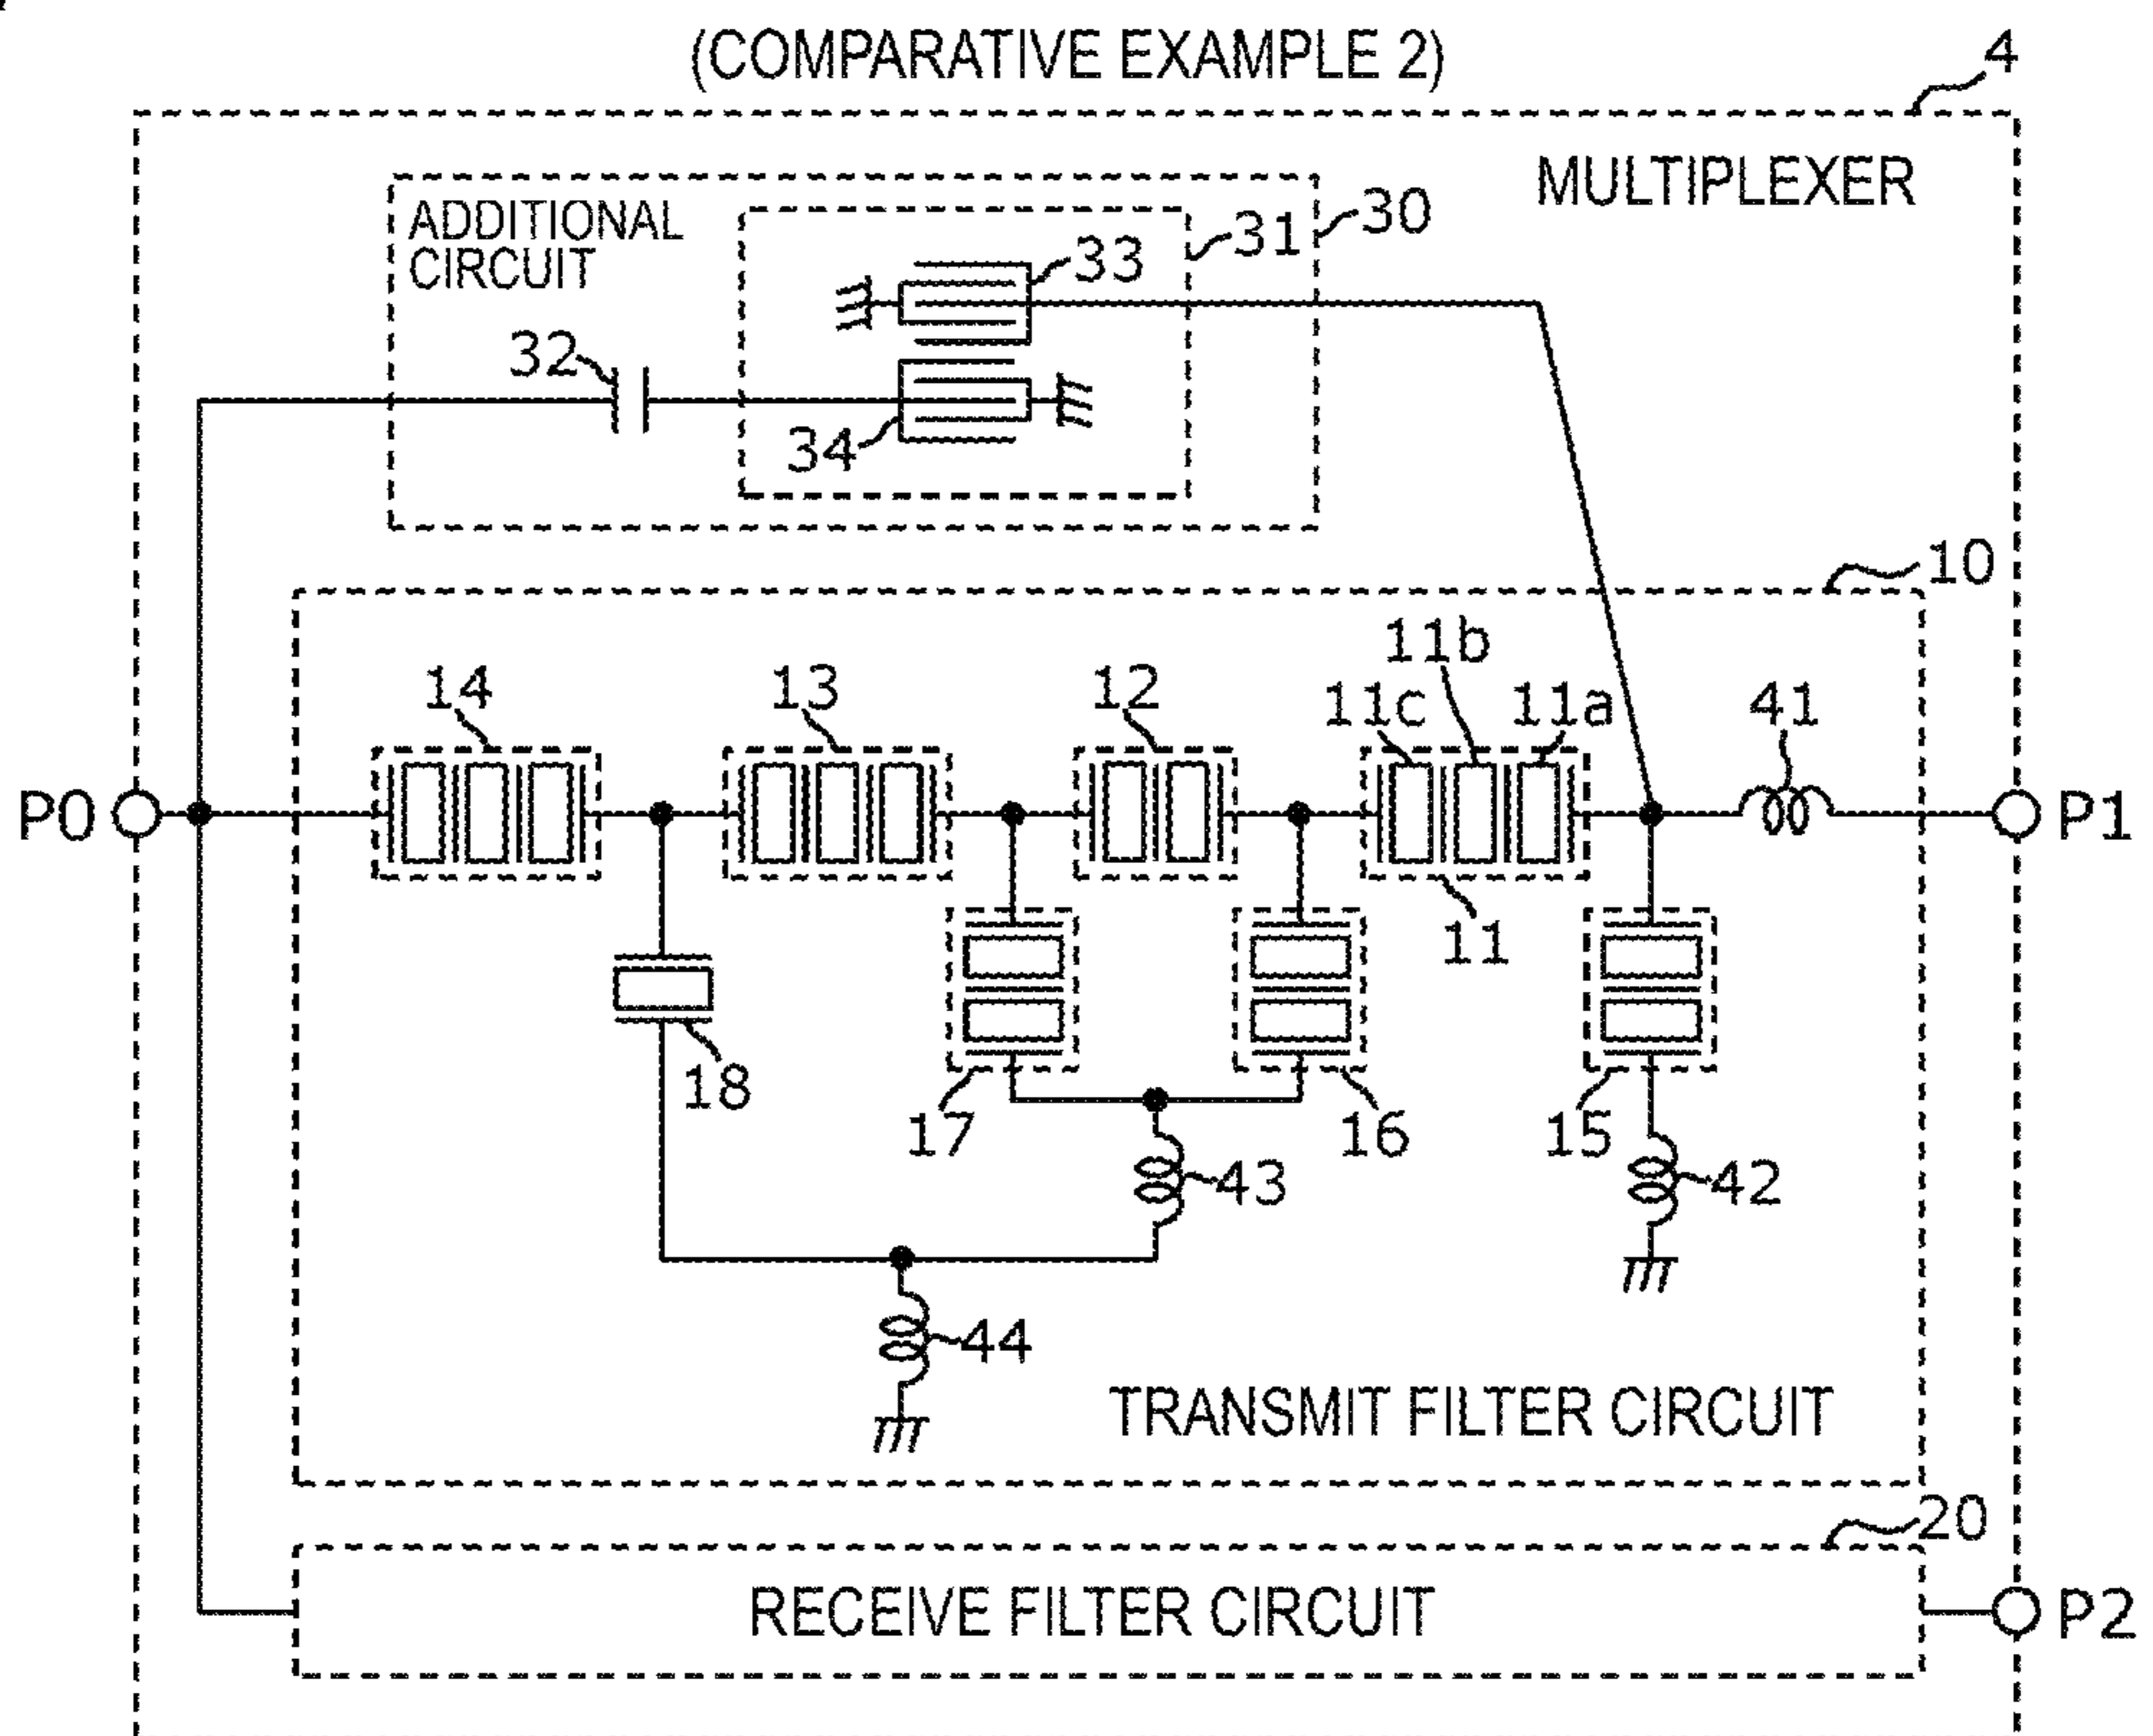 (COMPARATIVE EXAMPLE 2)
4
MULTIPLEXER
ADDITIONAL
CIRCUIT
30
31
33
32
34
10
11b
14
13
12
11c
11a
41
P0
P1
11
18
17
16
15
43
42
44
TRANSMIT FILTER CIRCUIT
20
RECEIVE FILTER CIRCUIT
P2